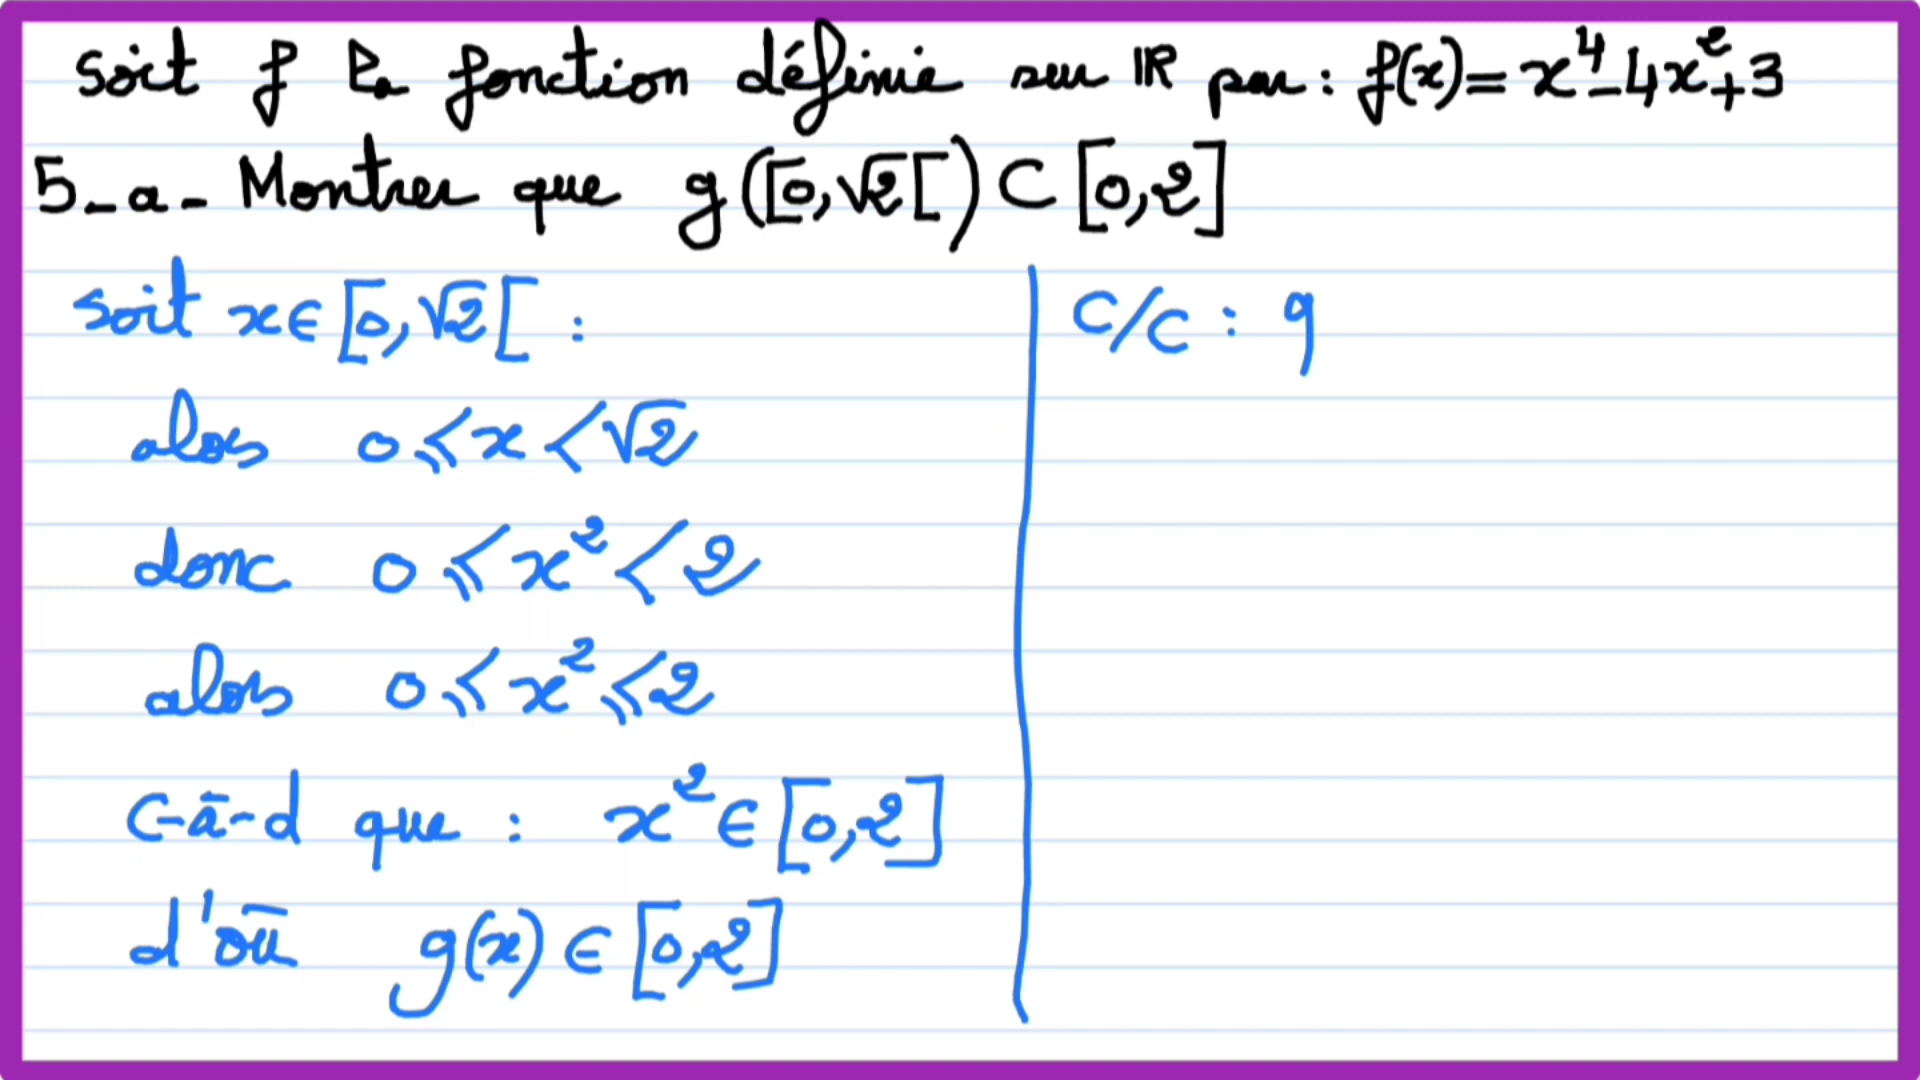 soit f la fonction définie sur ℝ par : f(x) = x⁴ - 4x² + 3
5_a_ Montrer que g([0,√2[) ⊂ [0,2]
soit x ∈ [0,√2[ :
alors 0 ⩽ x < √2
donc 0 ⩽ x² < 2
alors 0 ⩽ x² ⩽ 2
c-à-d que : x² ∈ [0,2]
d'où g(x) ∈ [0,2]
C/C : g